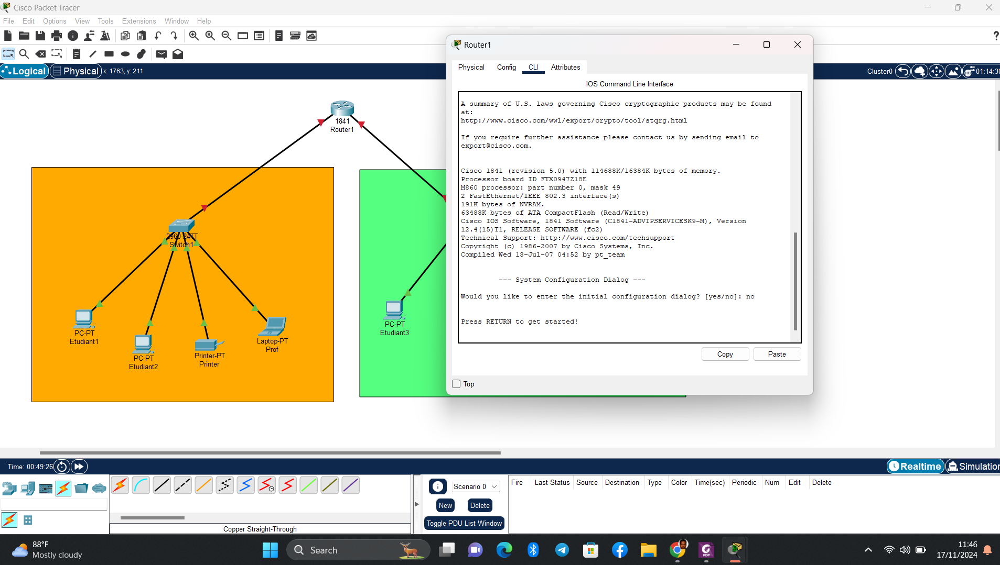 Cisco Packet Tracer
File Edit Options View Tools Extensions Window Help
Logical Physical x: 1763, y: 211
Cluster0 01:14:30
1841
Router1
2960-24TT
Switch1
PC-PT
Etudiant1
PC-PT
Etudiant2
Printer-PT
Printer
Laptop-PT
Prof
PC-PT
Etudiant3
Router1
Physical Config CLI Attributes
IOS Command Line Interface
A summary of U.S. laws governing Cisco cryptographic products may be found
at:
http://www.cisco.com/wwl/export/crypto/tool/stqrg.html
If you require further assistance please contact us by sending email to
export@cisco.com.
Cisco 1841 (revision 5.0) with 114688K/16384K bytes of memory.
Processor board ID FTX0947Z18E
M860 processor: part number 0, mask 49
2 FastEthernet/IEEE 802.3 interface(s)
191K bytes of NVRAM.
63488K bytes of ATA CompactFlash (Read/Write)
Cisco IOS Software, 1841 Software (C1841-ADVIPSERVICESK9-M), Version
12.4(15)T1, RELEASE SOFTWARE (fc2)
Technical Support: http://www.cisco.com/techsupport
Copyright (c) 1986-2007 by Cisco Systems, Inc.
Compiled Wed 18-Jul-07 04:52 by pt_team
--- System Configuration Dialog ---
Would you like to enter the initial configuration dialog? [yes/no]: no
Press RETURN to get started!
Copy Paste
Top
Time: 00:49:26
Realtime Simulation
Scenario 0
New Delete
Toggle PDU List Window
Fire Last Status Source Destination Type Color Time(sec) Periodic Num Edit Delete
Copper Straight-Through
88°F
Mostly cloudy
Search
11:46
17/11/2024